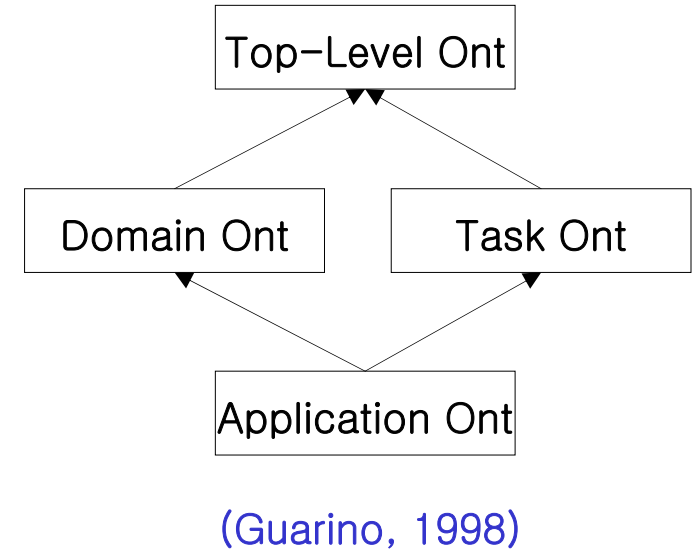 Top-Level Ont
Domain Ont
Task Ont
Application Ont
(Guarino, 1998)